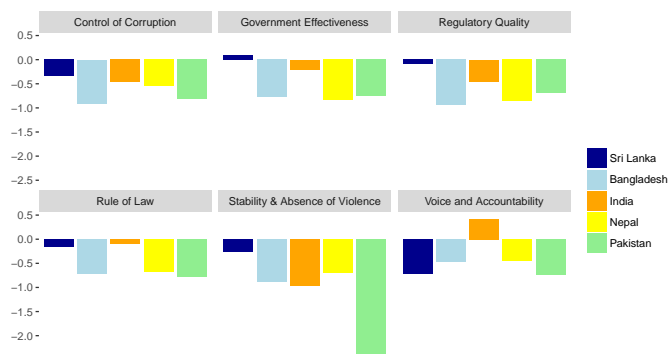 Control of Corruption Government Effectiveness Regulatory Quality
0.5
0.0
−0.5
−1.0
−1.5
−2.0
−2.5
Rule of Law Stability & Absence of Violence Voice and Accountability
0.5
0.0
−0.5
−1.0
−1.5
−2.0
Sri Lanka
Bangladesh
India
Nepal
Pakistan